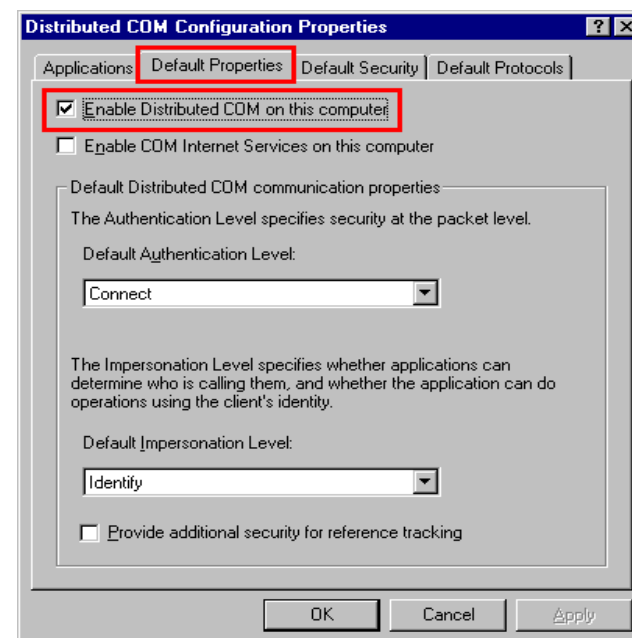 Distributed COM Configuration Properties
Applications Default Properties Default Security Default Protocols
Enable Distributed COM on this computer
Enable COM Internet Services on this computer
Default Distributed COM communication properties
The Authentication Level specifies security at the packet level.
Default Authentication Level:
Connect
The Impersonation Level specifies whether applications can
determine who is calling them, and whether the application can do
operations using the client's identity.
Default Impersonation Level:
Identify
Provide additional security for reference tracking
OK Cancel Apply